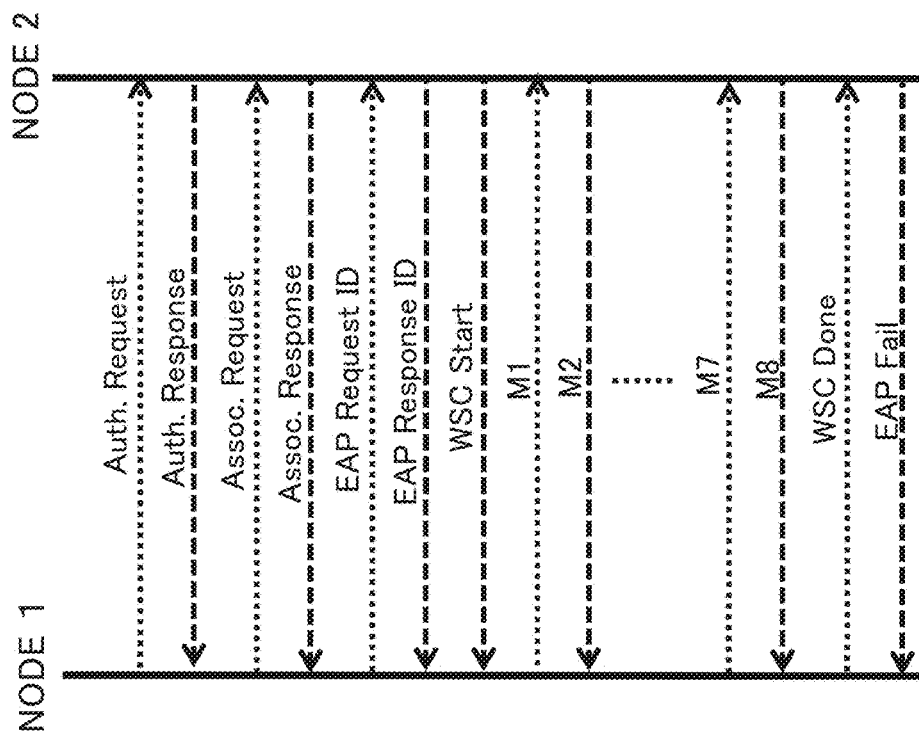 NODE 1
NODE 2
Auth. Request
Auth. Response
Assoc. Request
Assoc. Response
EAP Request ID
EAP Response ID
WSC Start
M1
M2
M7
M8
WSC Done
EAP Fail